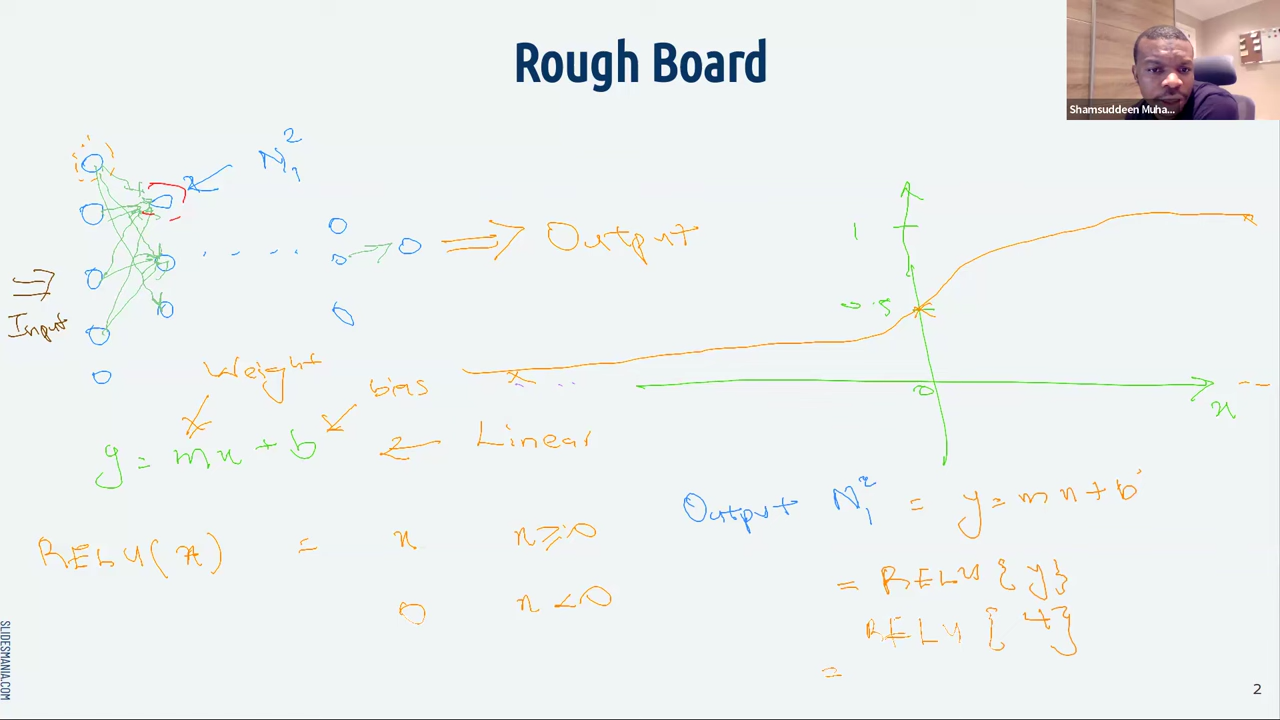 Rough Board
Shamsuddeen Muha...
N₁²
Output
1
0.5
0
x
Input
Weight
bias
y = mx + b
Linear
RELU(x) = x x ≥ 0
0 x < 0
Output N₁² = y = mx + b
= RELU {y}
RELU [4}
=
SLIDESMANIA.COM
2